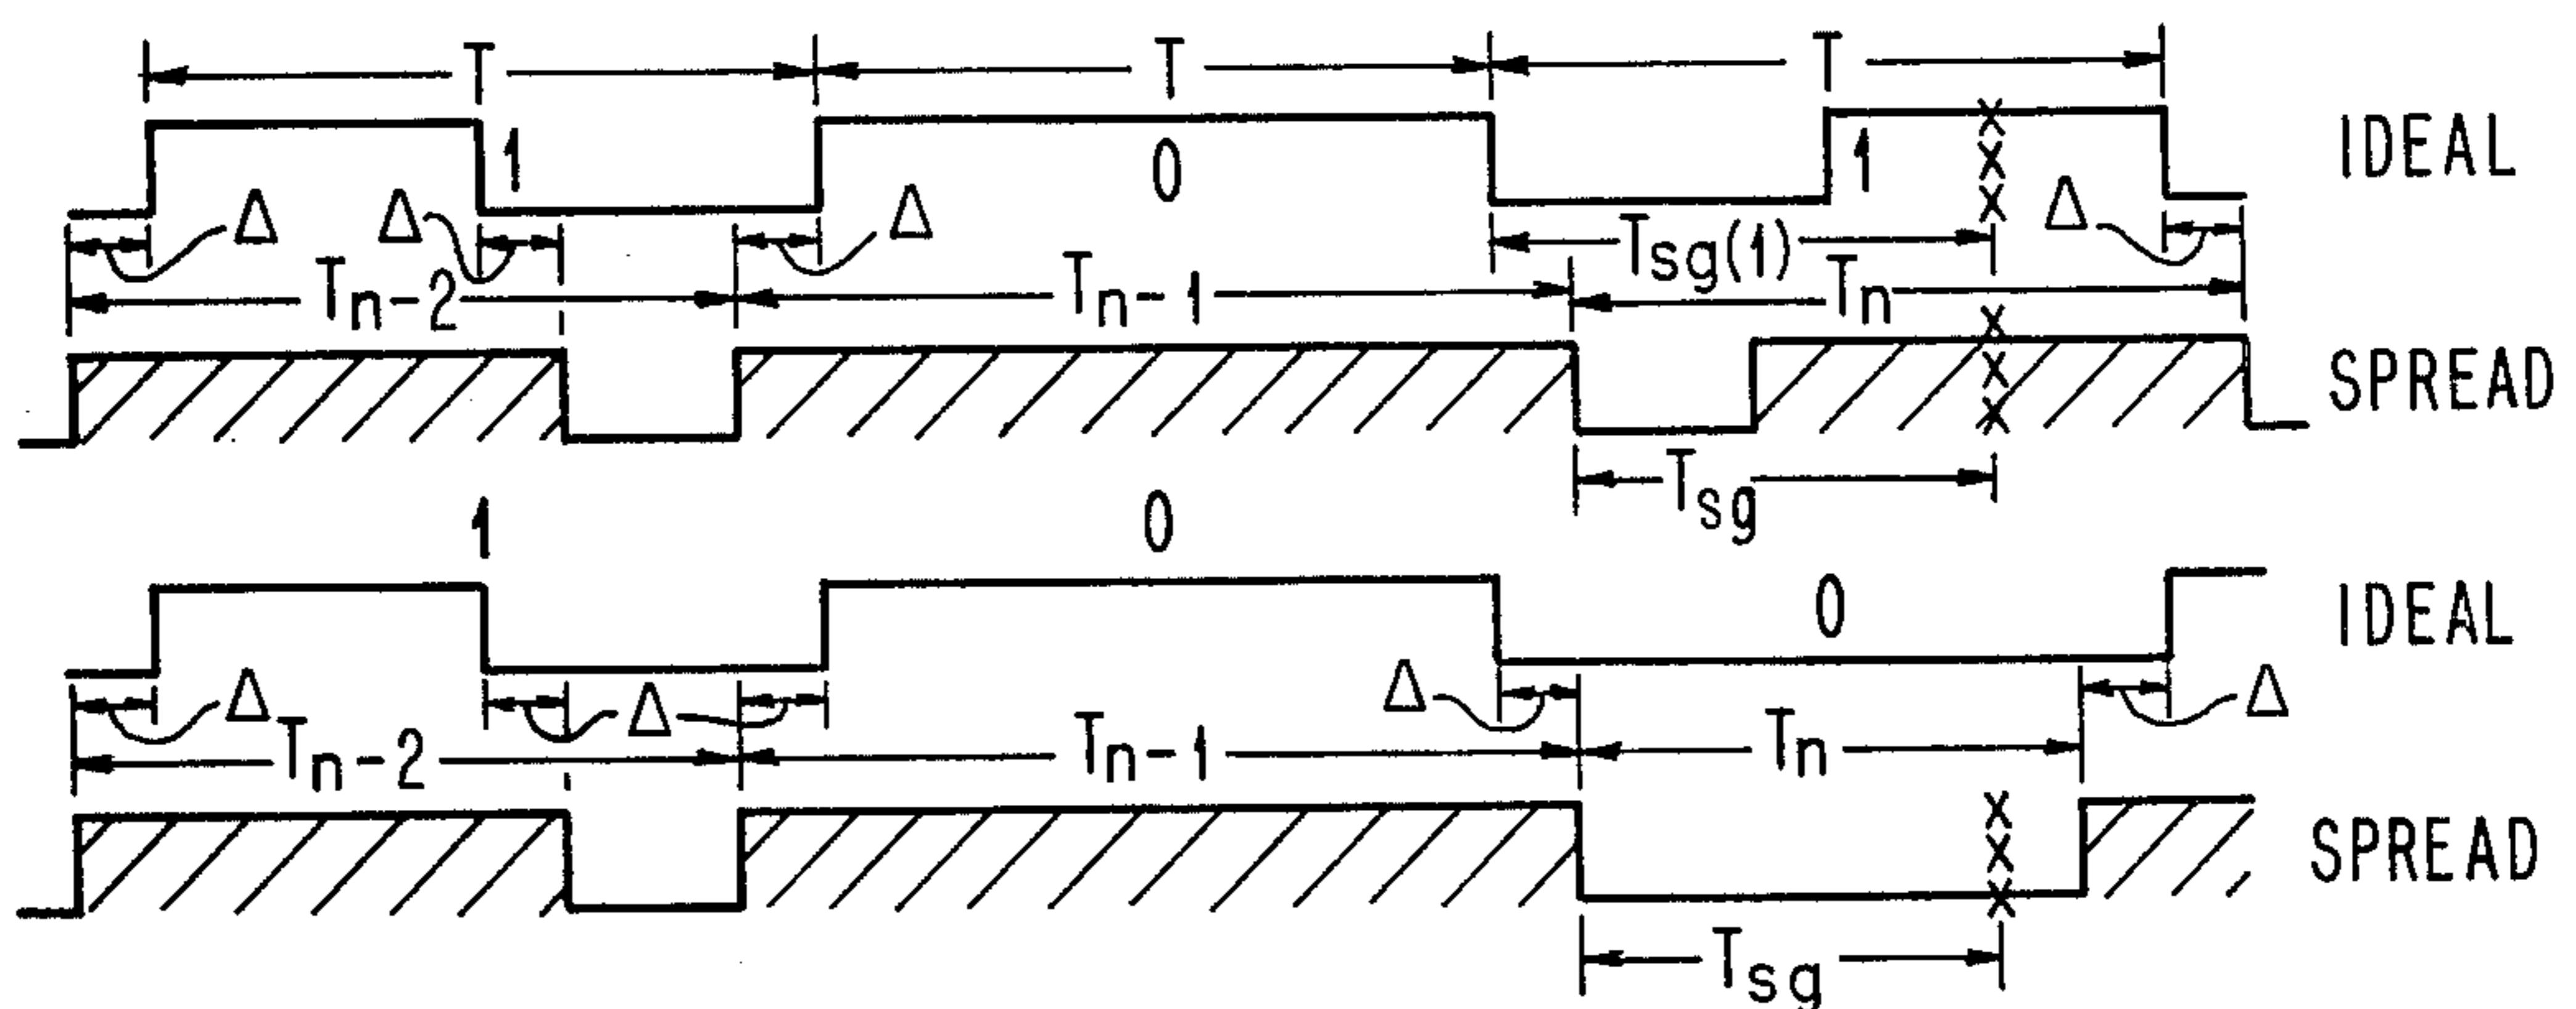 T T T
1 0 1 IDEAL
Δ Δ Δ Tsg(1) Δ
Tn-2 Tn-1 Tn
X X X
X X X
SPREAD
Tsg
1 0 0 IDEAL
Δ Δ Δ Δ
Tn-2 Tn-1 Tn
X X X
SPREAD
Tsg